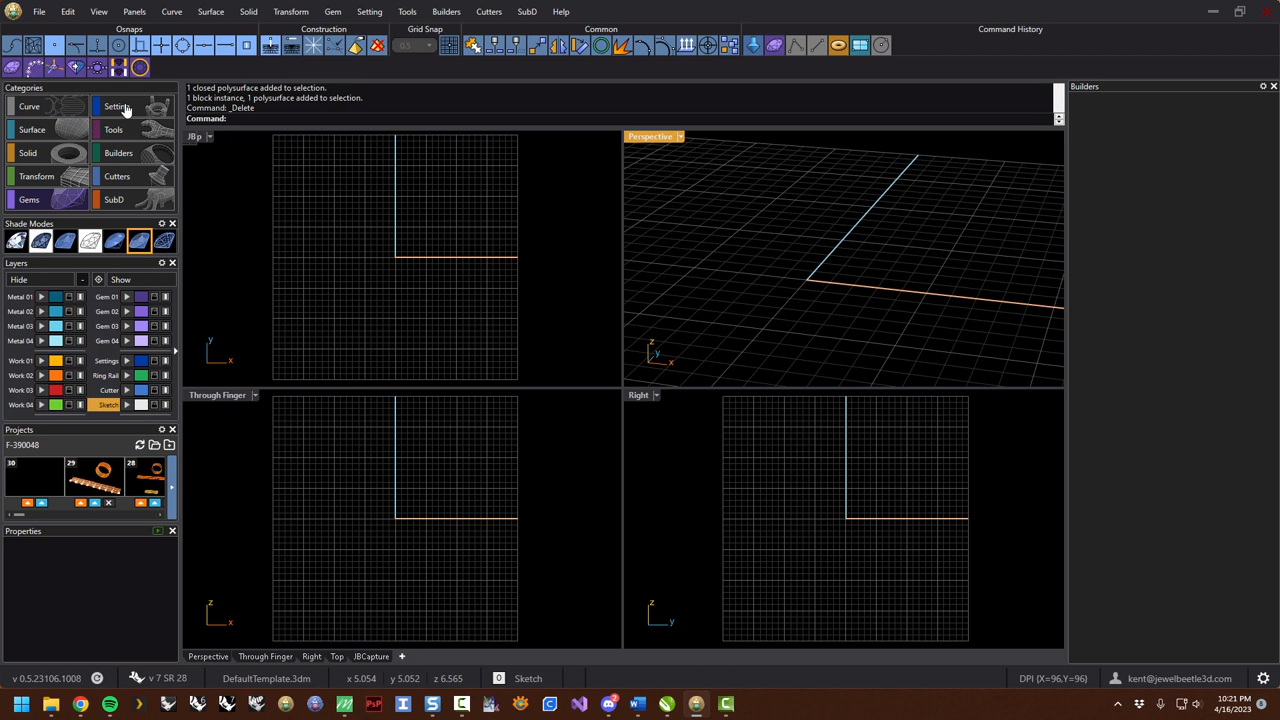 File Edit View Panels Curve Surface Solid Transform Gem Setting Tools Builders Cutters SubD Help
Osnaps Construction Grid Snap Common Command History
0.5
Categories
Curve Setting
Surface Tools
Solid Builders
Transform Cutters
Gems SubD
Shade Modes
Layers
Hide - Show
Metal 01 Gem 01
Metal 02 Gem 02
Metal 03 Gem 03
Metal 04 Gem 04
Work 01 Settings
Work 02 Ring Rail
Work 03 Cutter
Work 04 Sketch
Projects
F-390048
30 29 28
Properties
1 closed polysurface added to selection.
1 block instance, 1 polysurface added to selection.
Command: _Delete
Command:
JBp Perspective
y x
z y x
Through Finger Right
z x
z y
Perspective Through Finger Right Top JBCapture
Builders
v 0.5.23106.1008 v 7 SR 28 DefaultTemplate.3dm x 5.054 y 5.052 z 6.565 0 Sketch DPI (X=96,Y=96) kent@jewelbeetle3d.com
10:21 PM
4/16/2023